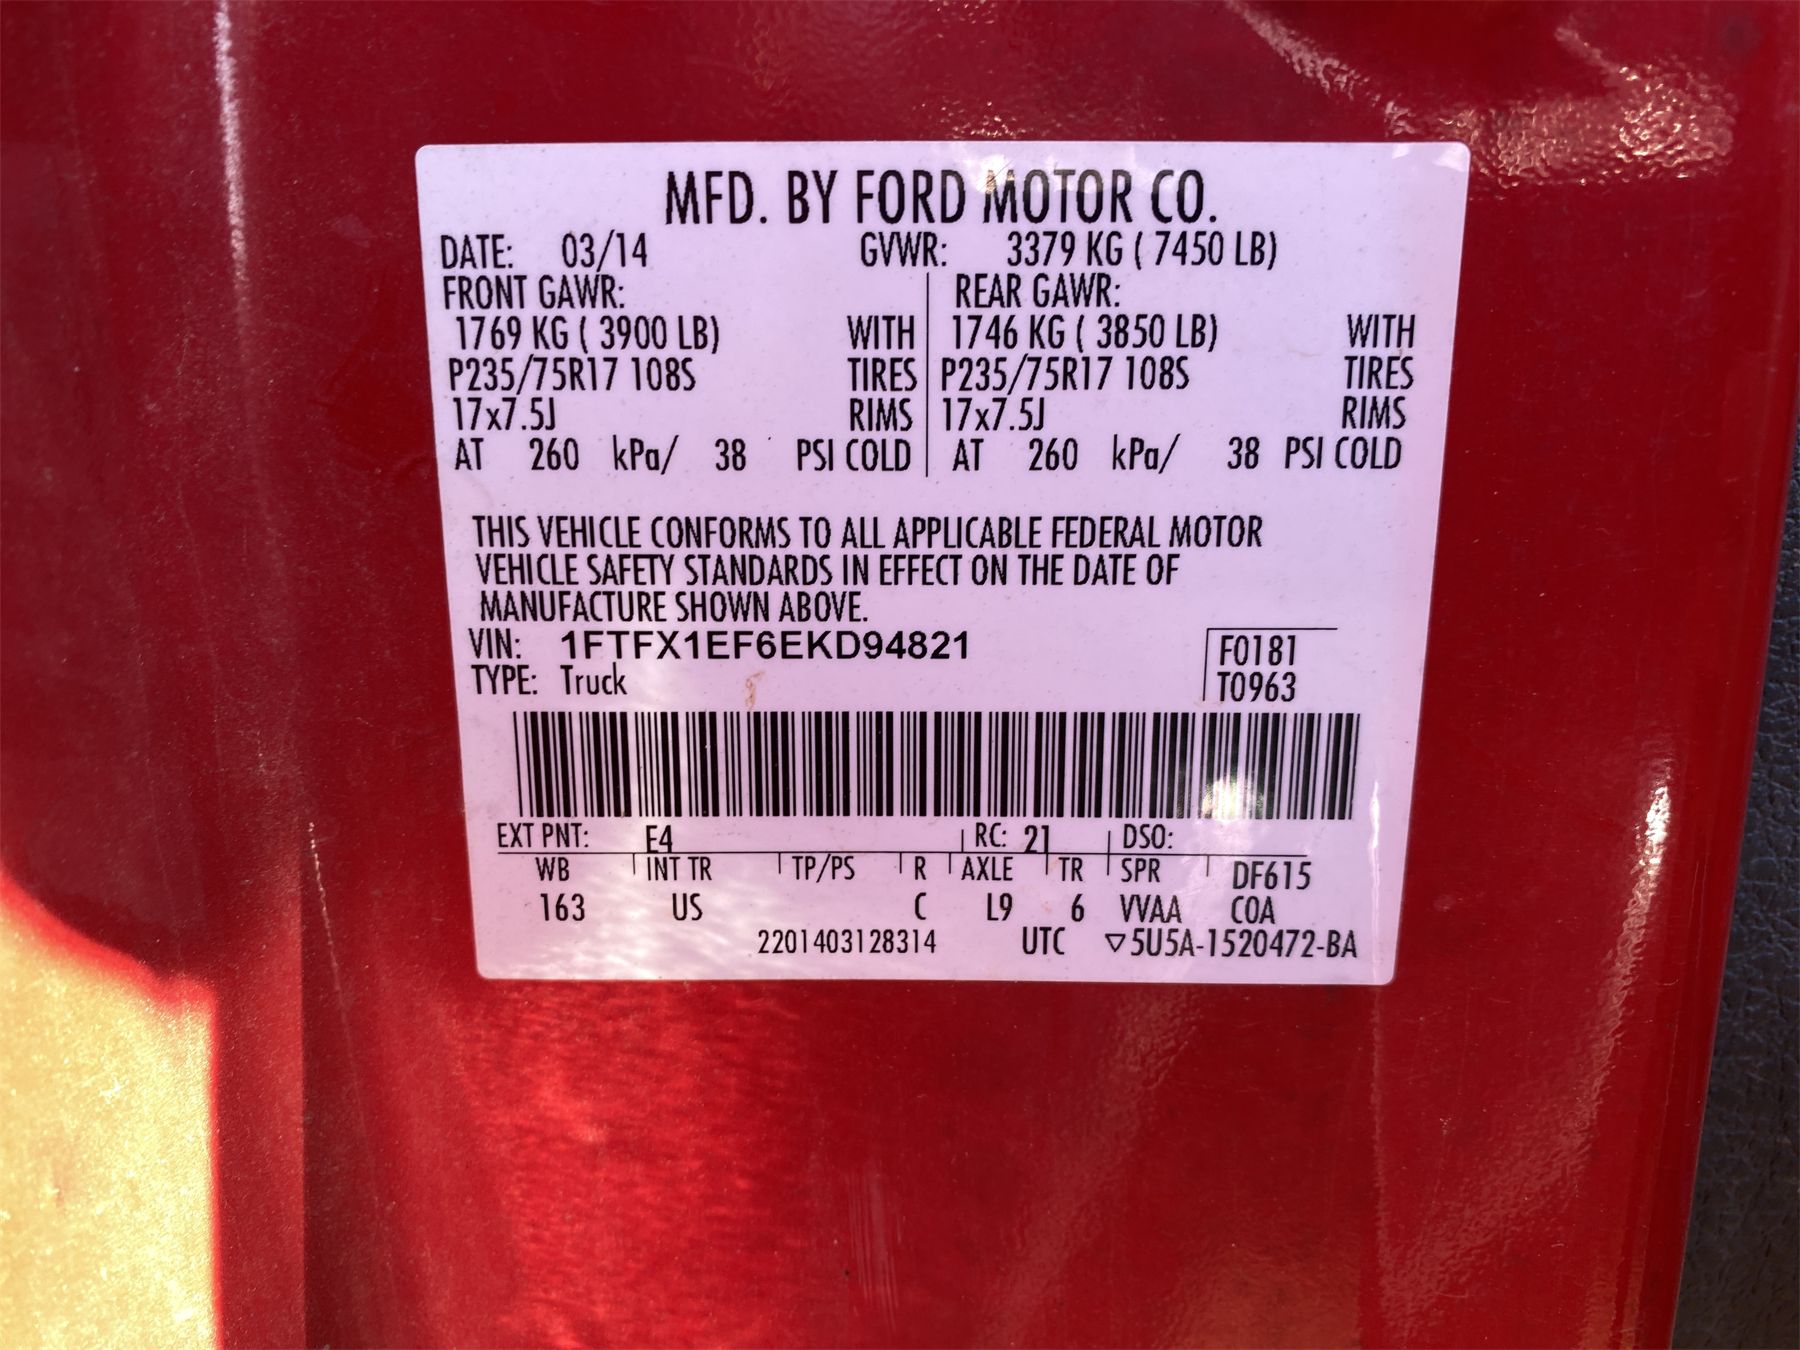 MFD. BY FORD MOTOR CO.
DATE: 03/14 GVWR: 3379 KG ( 7450 LB)
FRONT GAWR: REAR GAWR:
1769 KG ( 3900 LB) WITH 1746 KG ( 3850 LB) WITH
P235/75R17 108S TIRES P235/75R17 108S TIRES
17x7.5J RIMS 17x7.5J RIMS
AT 260 kPa/ 38 PSI COLD AT 260 kPa/ 38 PSI COLD
THIS VEHICLE CONFORMS TO ALL APPLICABLE FEDERAL MOTOR
VEHICLE SAFETY STANDARDS IN EFFECT ON THE DATE OF
MANUFACTURE SHOWN ABOVE.
VIN: 1FTFX1EF6EKD94821 F0181
TYPE: Truck T0963
EXT PNT: E4 RC: 21 DSO:
WB INT TR TP/PS R AXLE TR SPR DF615
163 US C L9 6 VVAA COA
2201403128314 UTC ▽5U5A-1520472-BA